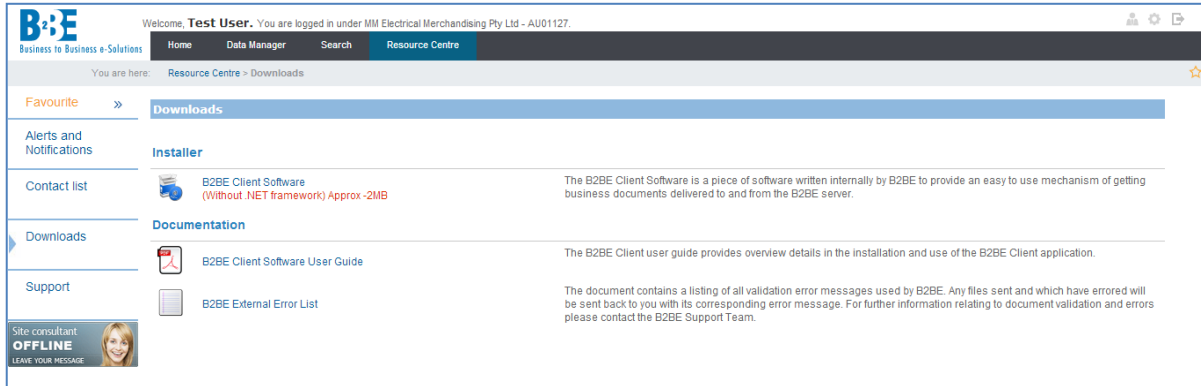 B2BE
Business to Business e-Solutions
Welcome, Test User. You are logged in under MM Electrical Merchandising Pty Ltd - AU01127.
Home Data Manager Search Resource Centre
You are here: Resource Centre > Downloads
Favourite »
Alerts and
Notifications
Contact list
Downloads
Support
Site consultant
OFFLINE
LEAVE YOUR MESSAGE
Downloads
Installer
B2BE Client Software
(Without .NET framework) Approx -2MB
The B2BE Client Software is a piece of software written internally by B2BE to provide an easy to use mechanism of getting
business documents delivered to and from the B2BE server.
Documentation
B2BE Client Software User Guide
The B2BE Client user guide provides overview details in the installation and use of the B2BE Client application.
B2BE External Error List
The document contains a listing of all validation error messages used by B2BE. Any files sent and which have errored will
be sent back to you with its corresponding error message. For further information relating to document validation and errors
please contact the B2BE Support Team.